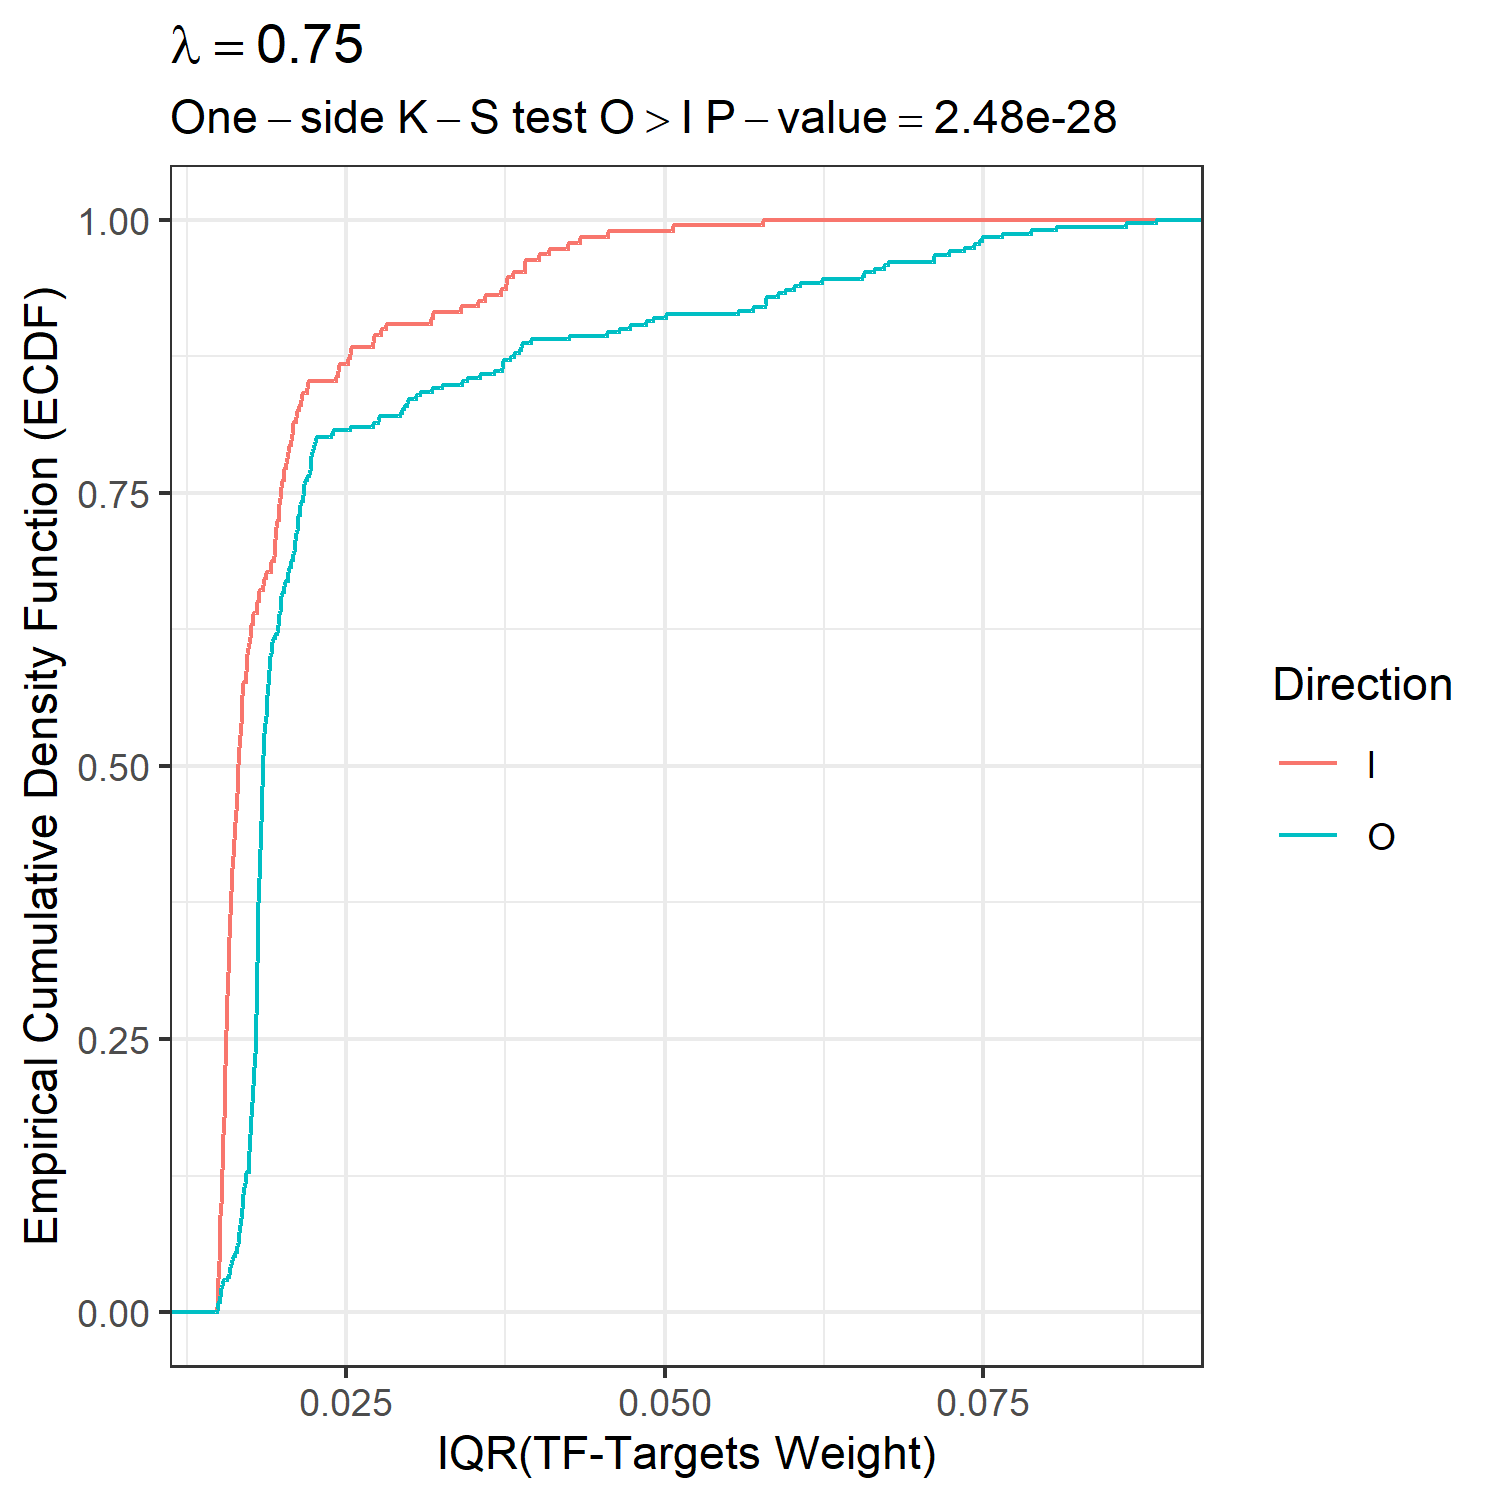 λ = 0.75
One − side K − S test O > I P − value = 2.48e-28
Empirical Cumulative Density Function (ECDF)
1.00
0.75
0.50
0.25
0.00
0.025 0.050 0.075
IQR(TF-Targets Weight)
Direction
I
O